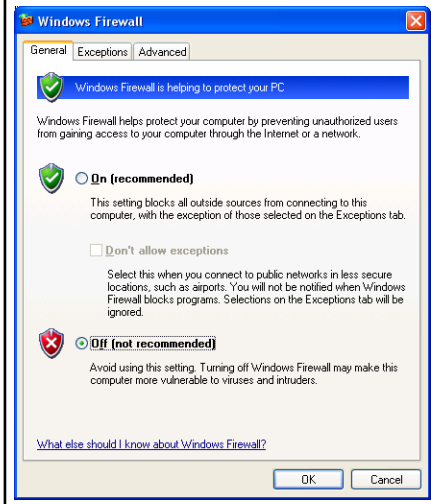 Windows Firewall
General Exceptions Advanced
Windows Firewall is helping to protect your PC
Windows Firewall helps protect your computer by preventing unauthorized users
from gaining access to your computer through the Internet or a network.
On (recommended)
This setting blocks all outside sources from connecting to this
computer, with the exception of those selected on the Exceptions tab.
Don't allow exceptions
Select this when you connect to public networks in less secure
locations, such as airports. You will not be notified when Windows
Firewall blocks programs. Selections on the Exceptions tab will be
ignored.
Off (not recommended)
Avoid using this setting. Turning off Windows Firewall may make this
computer more vulnerable to viruses and intruders.
What else should I know about Windows Firewall?
OK Cancel